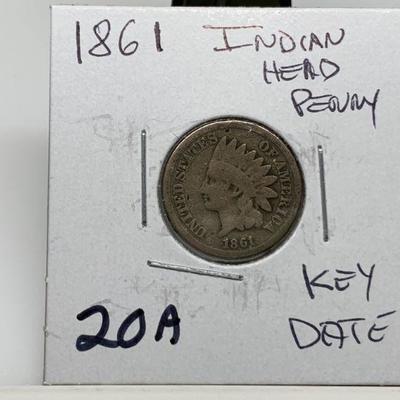 1861 INDIAN
HEAD
PENNY
UNITED STATES OF AMERICA
1861
KEY
DATE
20A